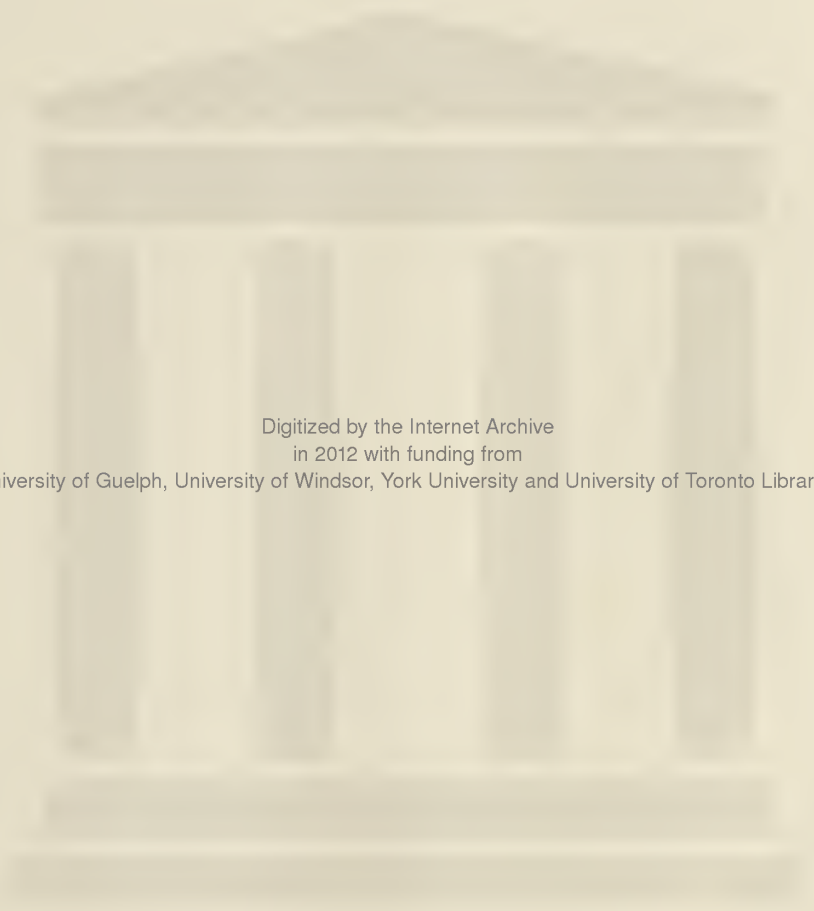 Digitized by the Internet Archive
in 2012 with funding from
iversity of Guelph, University of Windsor, York University and University of Toronto Librar